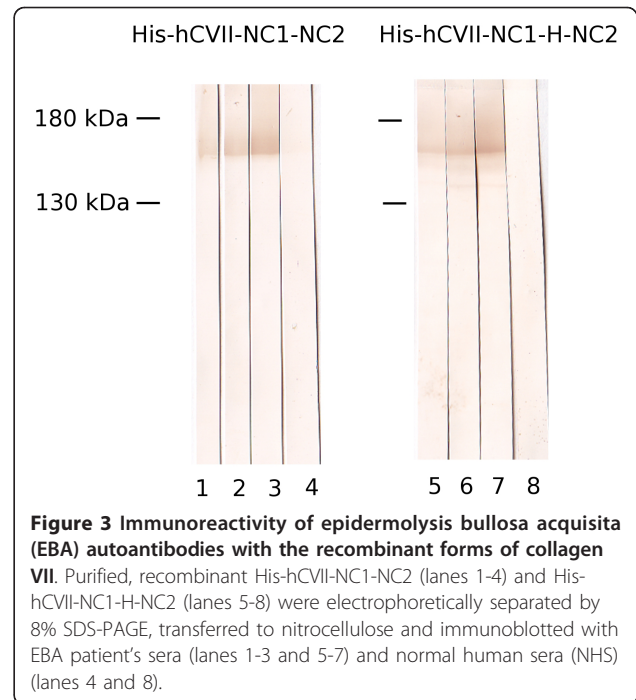 His-hCVII-NC1-NC2 His-hCVII-NC1-H-NC2
180 kDa
130 kDa
1 2 3 4 5 6 7 8
Figure 3 Immunoreactivity of epidermolysis bullosa acquisita
(EBA) autoantibodies with the recombinant forms of collagen
VII. Purified, recombinant His-hCVII-NC1-NC2 (lanes 1-4) and His-
hCVII-NC1-H-NC2 (lanes 5-8) were electrophoretically separated by
8% SDS-PAGE, transferred to nitrocellulose and immunoblotted with
EBA patient's sera (lanes 1-3 and 5-7) and normal human sera (NHS)
(lanes 4 and 8).